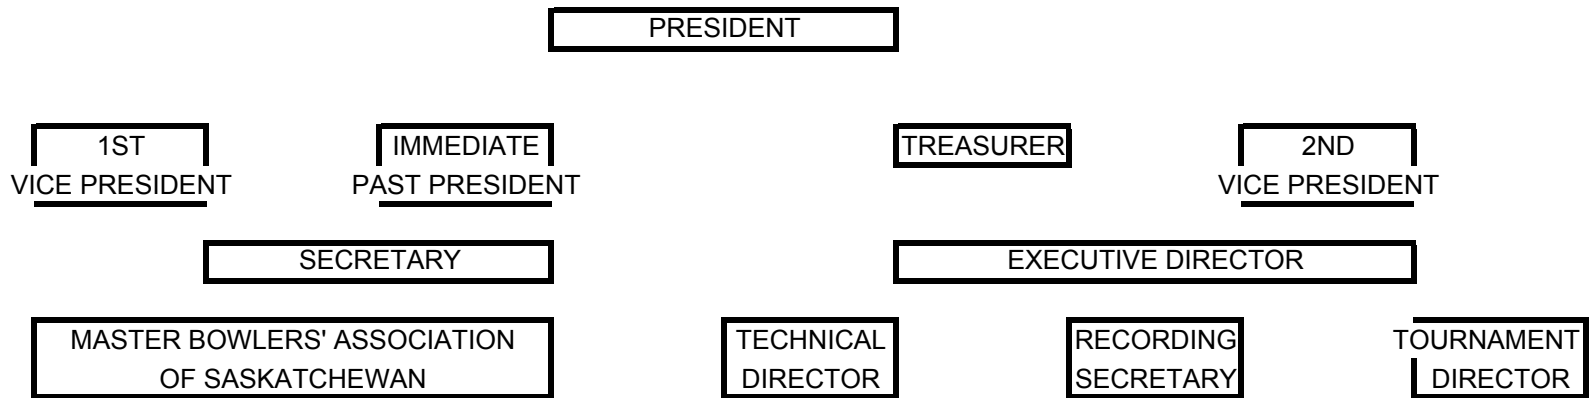 PRESIDENT
1ST
VICE PRESIDENT
IMMEDIATE
PAST PRESIDENT
TREASURER
2ND
VICE PRESIDENT
SECRETARY
EXECUTIVE DIRECTOR
MASTER BOWLERS' ASSOCIATION
OF SASKATCHEWAN
TECHNICAL
DIRECTOR
RECORDING
SECRETARY
TOURNAMENT
DIRECTOR